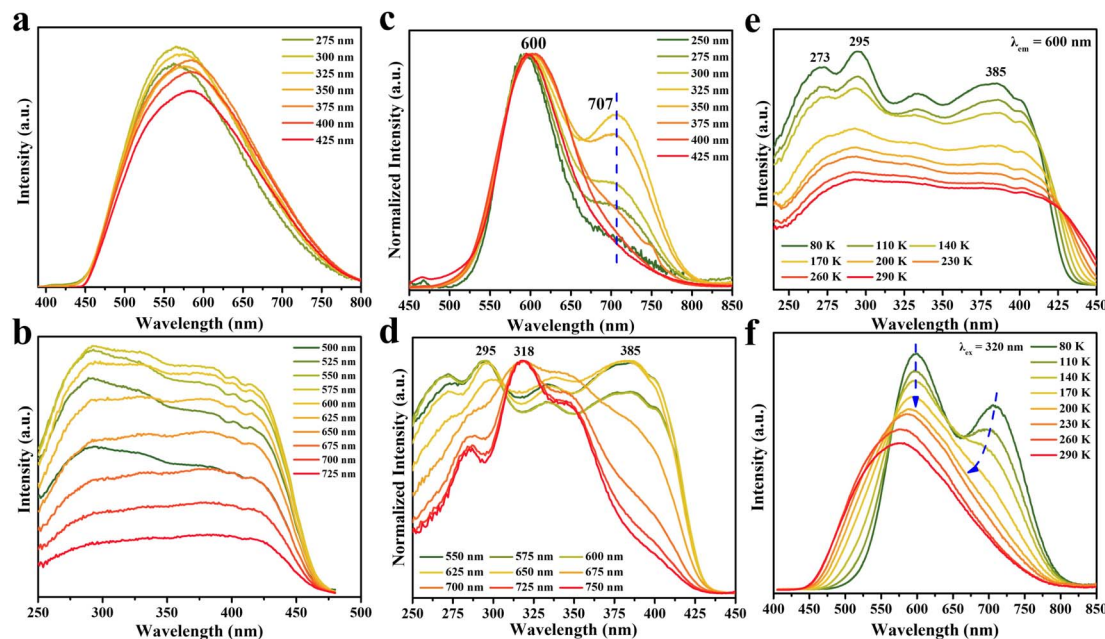 a
275 nm
300 nm
325 nm
350 nm
375 nm
400 nm
425 nm
Intensity (a.u.)
400 450 500 550 600 650 700 750 800
Wavelength (nm)
b
500 nm
525 nm
550 nm
575 nm
600 nm
625 nm
650 nm
675 nm
700 nm
725 nm
Intensity (a.u.)
250 300 350 400 450 500
Wavelength (nm)
c
600
707
250 nm
275 nm
300 nm
325 nm
350 nm
375 nm
400 nm
425 nm
Normalized Intensity (a.u.)
400 450 500 550 600 650 700 750 800 850
Wavelength (nm)
d
295 318 385
550 nm 575 nm 600 nm
625 nm 650 nm 675 nm
700 nm 725 nm 750 nm
Normalized Intensity (a.u.)
250 275 300 325 350 375 400 425 450
Wavelength (nm)
e
273 295 385
λem = 600 nm
80 K 110 K 140 K
170 K 200 K 230 K
260 K 290 K
Intensity (a.u.)
250 275 300 325 350 375 400 425 450
Wavelength (nm)
f
λex = 320 nm
80 K
110 K
140 K
170 K
200 K
230 K
260 K
290 K
Intensity (a.u.)
400 450 500 550 600 650 700 750 800 850
Wavelength (nm)